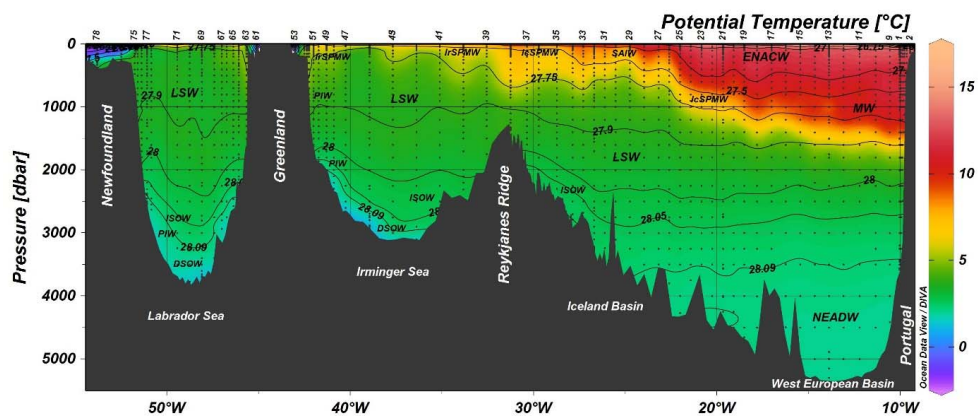 Potential Temperature [°C]
78 75 77 71 69 67 65 63 61 53 51 49 47 48 41 39 37 35 33 31 29 27 25 23 21 19 17 15 13 11 9 1 2
0
27.75
IrSPMW
IrSPMW
IcSPMW
SAIW
ENACW
27
27.75
27.5
27
27.9
LSW
PIW
LSW
IcSPMW
MW
1000
27.9
LSW
28
28
PIW
28
ISOW
28
2000
ISOW
28.05
28.09
ISOW
PIW
28.09
DSOW
DSOW
28.09
3000
4000
5000
NEADW
Newfoundland
Greenland
Reykjanes Ridge
Portugal
Labrador Sea
Irminger Sea
Iceland Basin
West European Basin
Pressure [dbar]
50°W
40°W
30°W
20°W
10°W
15
10
5
0
Ocean Data View / DIVA